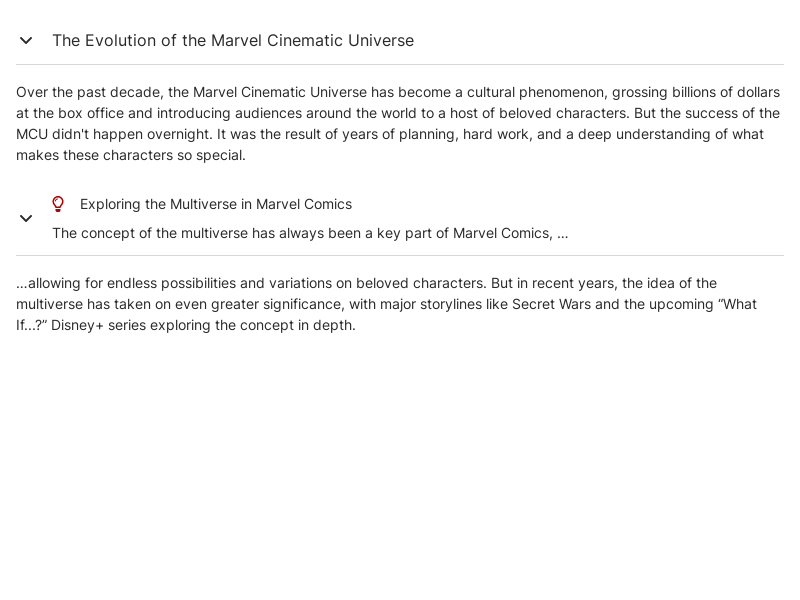 The Evolution of the Marvel Cinematic Universe
Over the past decade, the Marvel Cinematic Universe has become a cultural phenomenon, grossing billions of dollars
at the box office and introducing audiences around the world to a host of beloved characters. But the success of the
MCU didn't happen overnight. It was the result of years of planning, hard work, and a deep understanding of what
makes these characters so special.
Exploring the Multiverse in Marvel Comics
The concept of the multiverse has always been a key part of Marvel Comics, ...
...allowing for endless possibilities and variations on beloved characters. But in recent years, the idea of the
multiverse has taken on even greater significance, with major storylines like Secret Wars and the upcoming “What
If...?” Disney+ series exploring the concept in depth.